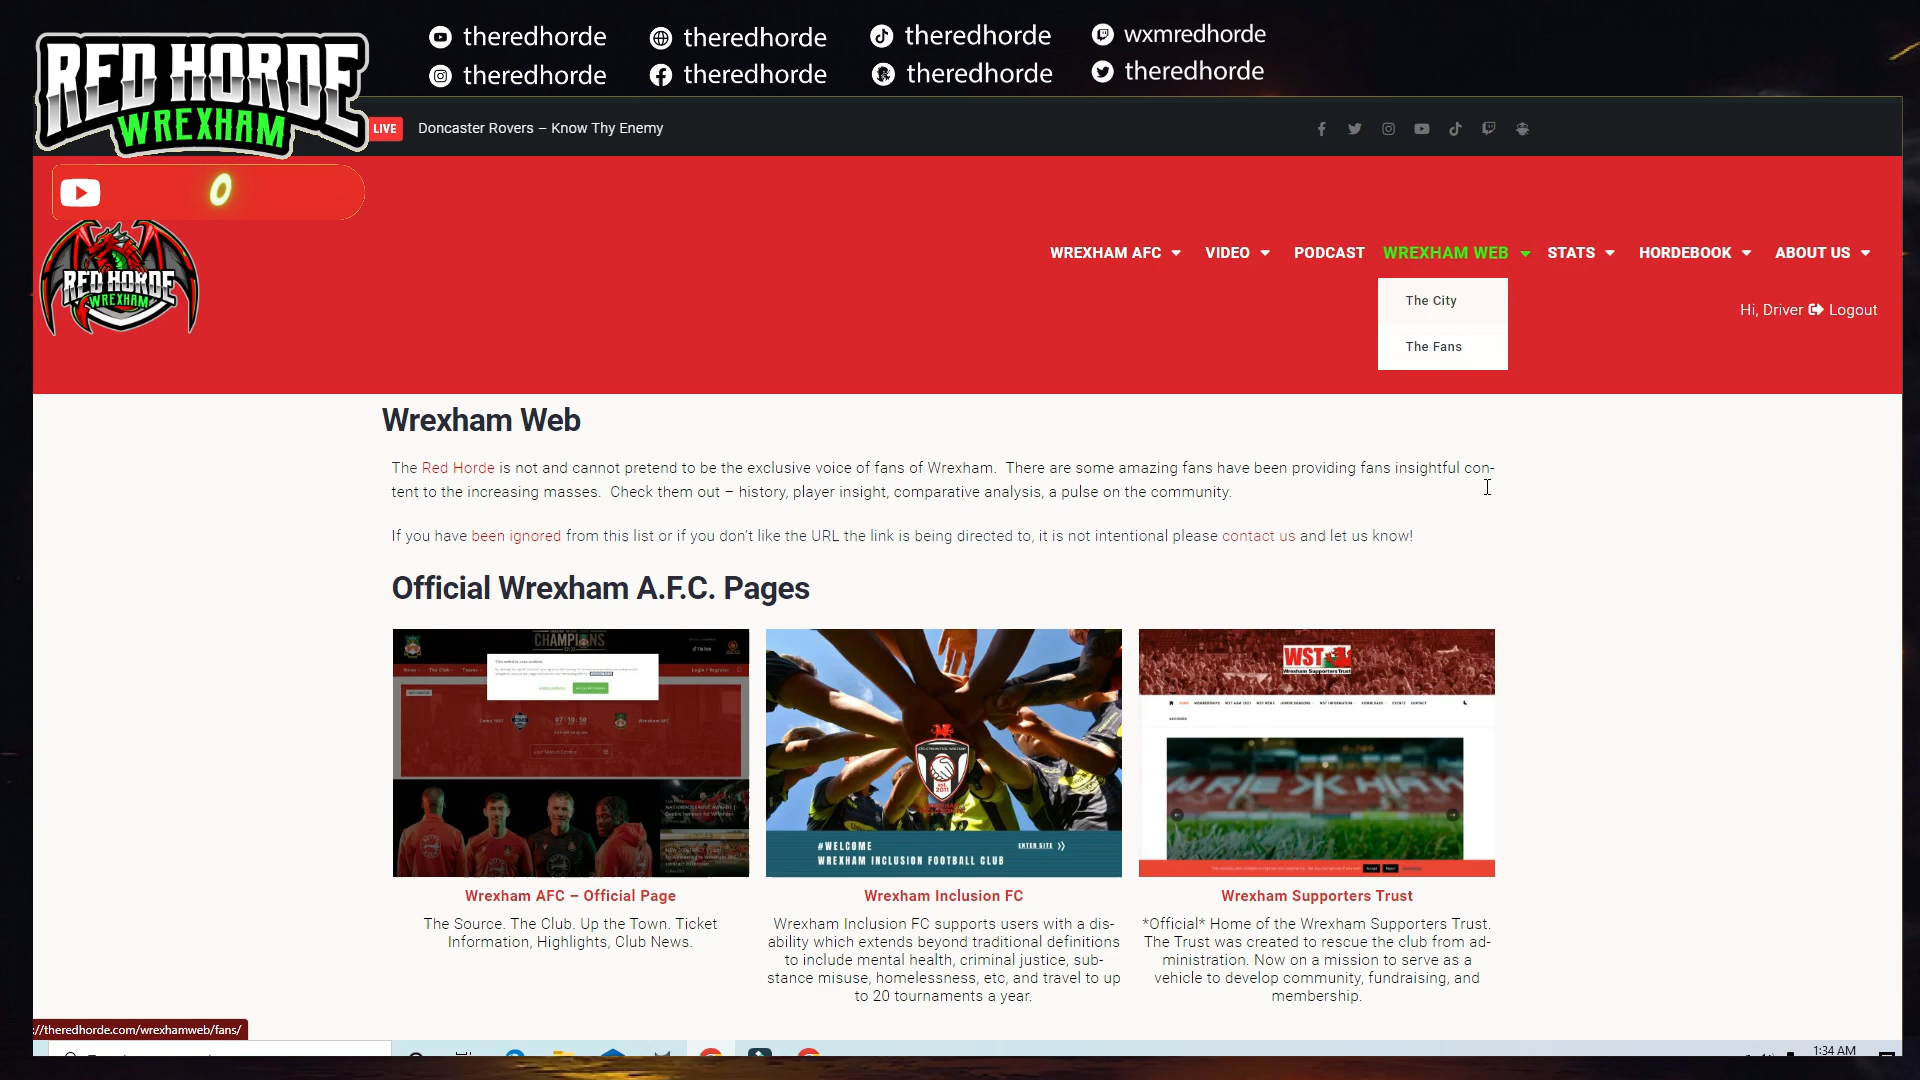 RED HORDE
WREXHAM
theredhorde
theredhorde
theredhorde
wxmredhorde
theredhorde
theredhorde
theredhorde
theredhorde
LIVE
Doncaster Rovers – Know Thy Enemy
0
RED HORDE
WREXHAM
WREXHAM AFC
VIDEO
PODCAST
WREXHAM WEB
STATS
HORDEBOOK
ABOUT US
The City
The Fans
Hi, Driver Logout
Wrexham Web
The Red Horde is not and cannot pretend to be the exclusive voice of fans of Wrexham. There are some amazing fans have been providing fans insightful con-
tent to the increasing masses. Check them out – history, player insight, comparative analysis, a pulse on the community.
If you have been ignored from this list or if you don't like the URL the link is being directed to, it is not intentional please contact us and let us know!
Official Wrexham A.F.C. Pages
CHAMPIONS
WST
Wrexham Supporters Trust
WREXHAM
#WELCOME
WREXHAM INCLUSION FOOTBALL CLUB
ENTER SITE
Wrexham AFC – Official Page
The Source. The Club. Up the Town. Ticket
Information, Highlights, Club News.
Wrexham Inclusion FC
Wrexham Inclusion FC supports users with a dis-
ability which extends beyond traditional definitions
to include mental health, criminal justice, sub-
stance misuse, homelessness, etc, and travel to up
to 20 tournaments a year.
Wrexham Supporters Trust
*Official* Home of the Wrexham Supporters Trust.
The Trust was created to rescue the club from ad-
ministration. Now on a mission to serve as a
vehicle to develop community, fundraising, and
membership.
://theredhorde.com/wrexhamweb/fans/
1:34 AM